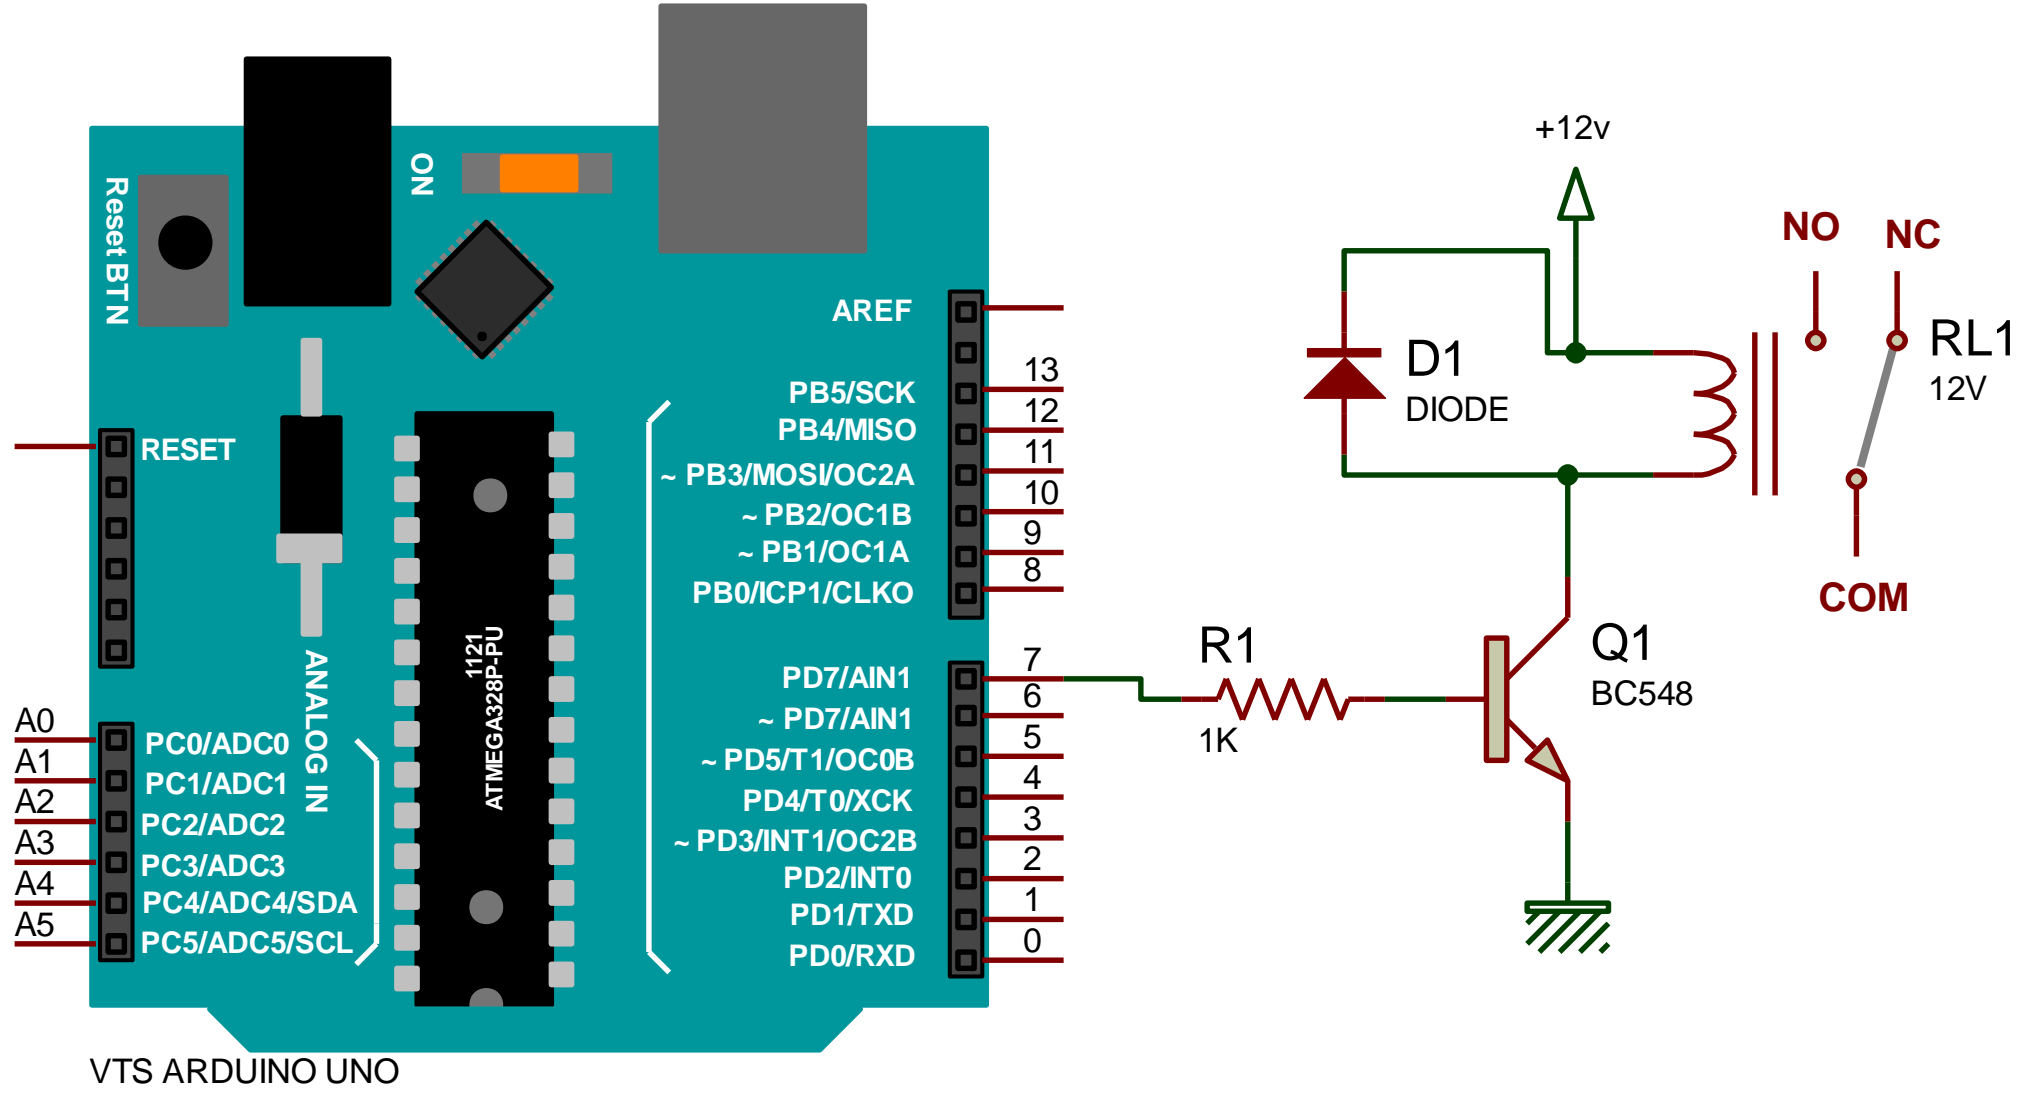 +12v
ON
Reset BTN
NO
NC
AREF
RL1
12V
D1
DIODE
13
PB5/SCK
12
PB4/MISO
RESET
11
~ PB3/MOSI/OC2A
10
~ PB2/OC1B
9
~ PB1/OC1A
8
PB0/ICP1/CLKO
COM
1121
ATMEGA328P-PU
ANALOG IN
R1
1K
Q1
BC548
7
PD7/AIN1
6
~ PD7/AIN1
5
~ PD5/T1/OC0B
4
PD4/T0/XCK
3
~ PD3/INT1/OC2B
2
PD2/INT0
1
PD1/TXD
0
PD0/RXD
A0
PC0/ADC0
A1
PC1/ADC1
A2
PC2/ADC2
A3
PC3/ADC3
A4
PC4/ADC4/SDA
A5
PC5/ADC5/SCL
VTS ARDUINO UNO